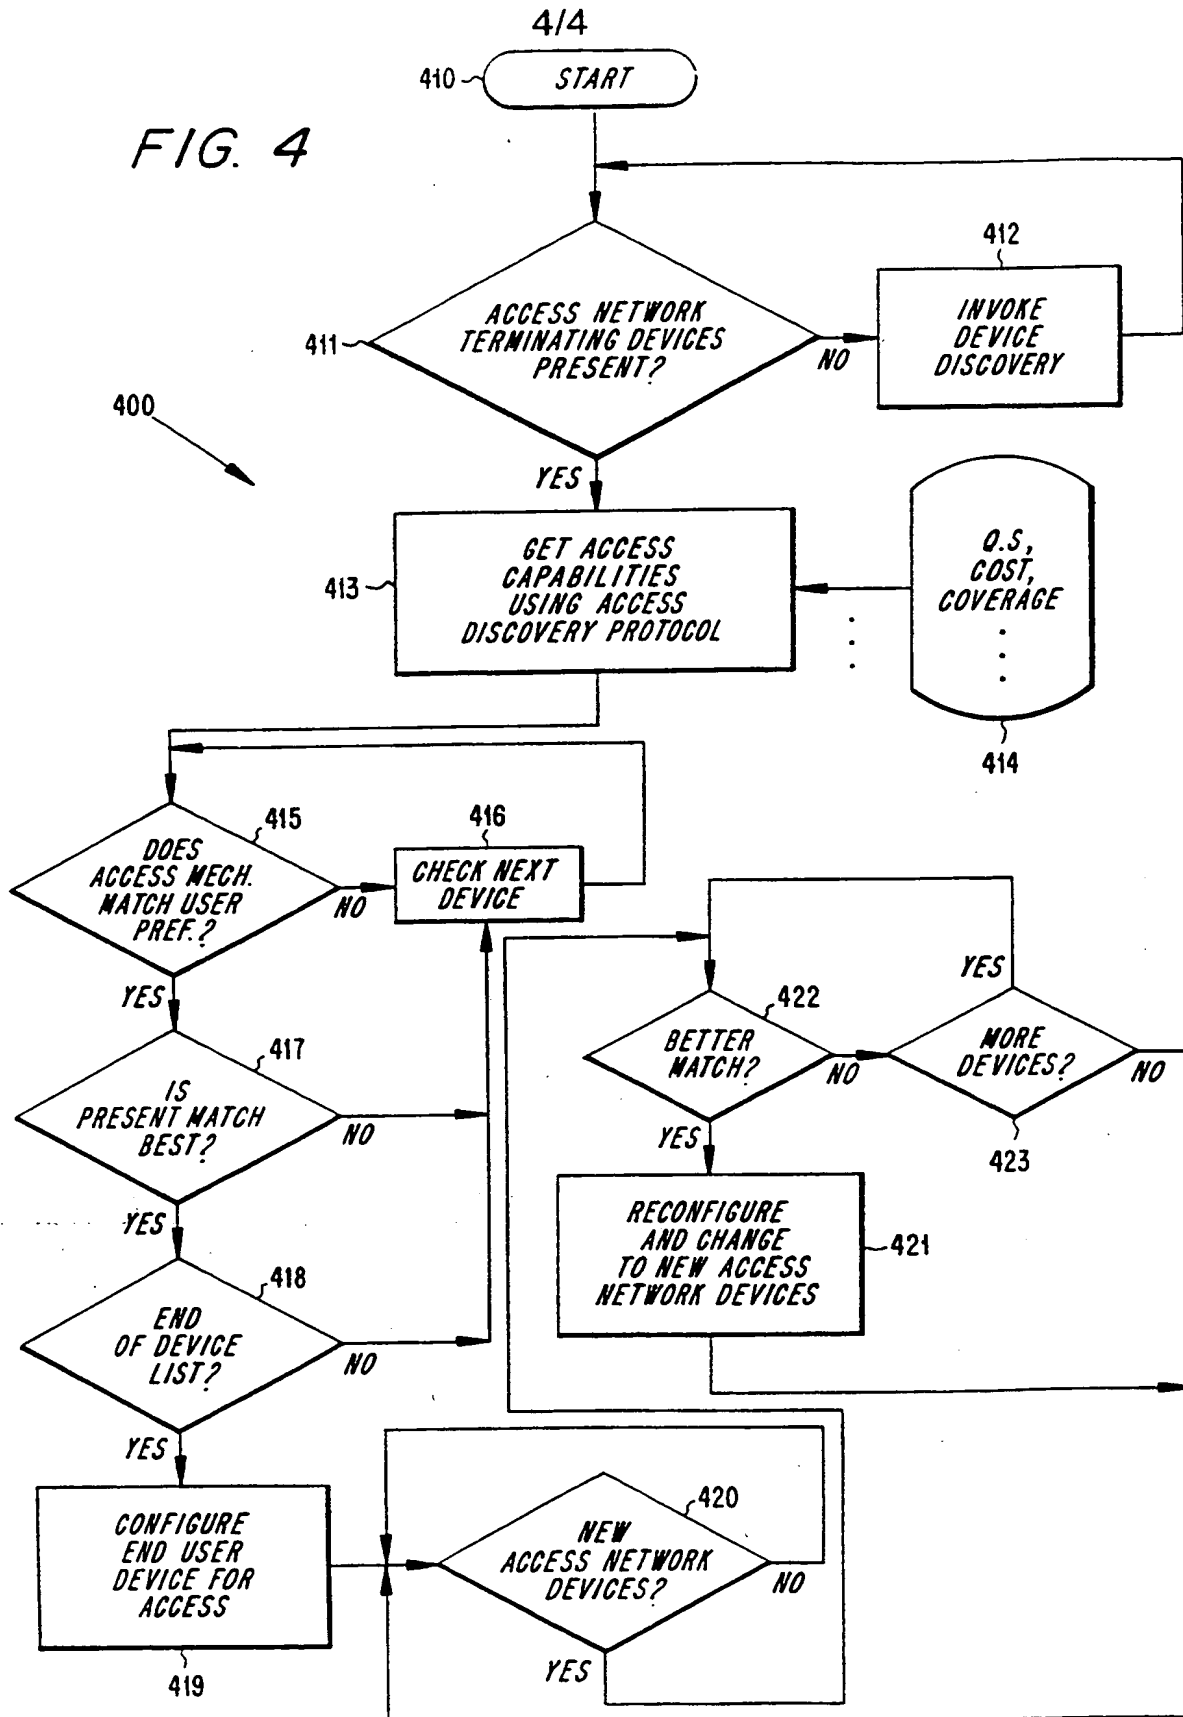 4/4
FIG. 4
410
START
411
ACCESS NETWORK
TERMINATING DEVICES
PRESENT?
NO
412
INVOKE
DEVICE
DISCOVERY
400
YES
413
GET ACCESS
CAPABILITIES
USING ACCESS
DISCOVERY PROTOCOL
Q.S,
COST,
COVERAGE
414
415
DOES
ACCESS MECH.
MATCH USER
PREF.?
NO
416
CHECK NEXT
DEVICE
YES
417
IS
PRESENT MATCH
BEST?
NO
YES
418
END
OF DEVICE
LIST?
NO
YES
CONFIGURE
END USER
DEVICE FOR
ACCESS
419
420
NEW
ACCESS NETWORK
DEVICES?
NO
YES
422
BETTER
MATCH?
NO
YES
MORE
DEVICES?
NO
423
YES
RECONFIGURE
AND CHANGE
TO NEW ACCESS
NETWORK DEVICES
421